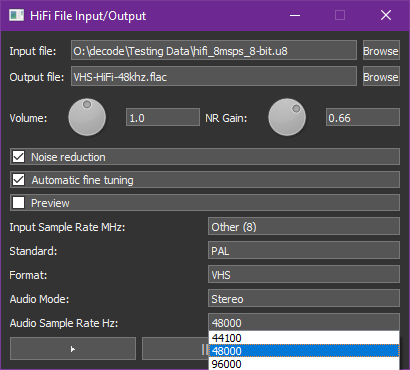 HiFi File Input/Output
Input file: O:\decode\Testing Data\hifi_8msps_8-bit.u8 Browse
Output file: VHS-HiFi-48khz.flac Browse
Volume: 1.0 NR Gain: 0.66
Noise reduction
Automatic fine tuning
Preview
Input Sample Rate MHz: Other (8)
Standard: PAL
Format: VHS
Audio Mode: Stereo
Audio Sample Rate Hz: 48000
44100
48000
96000